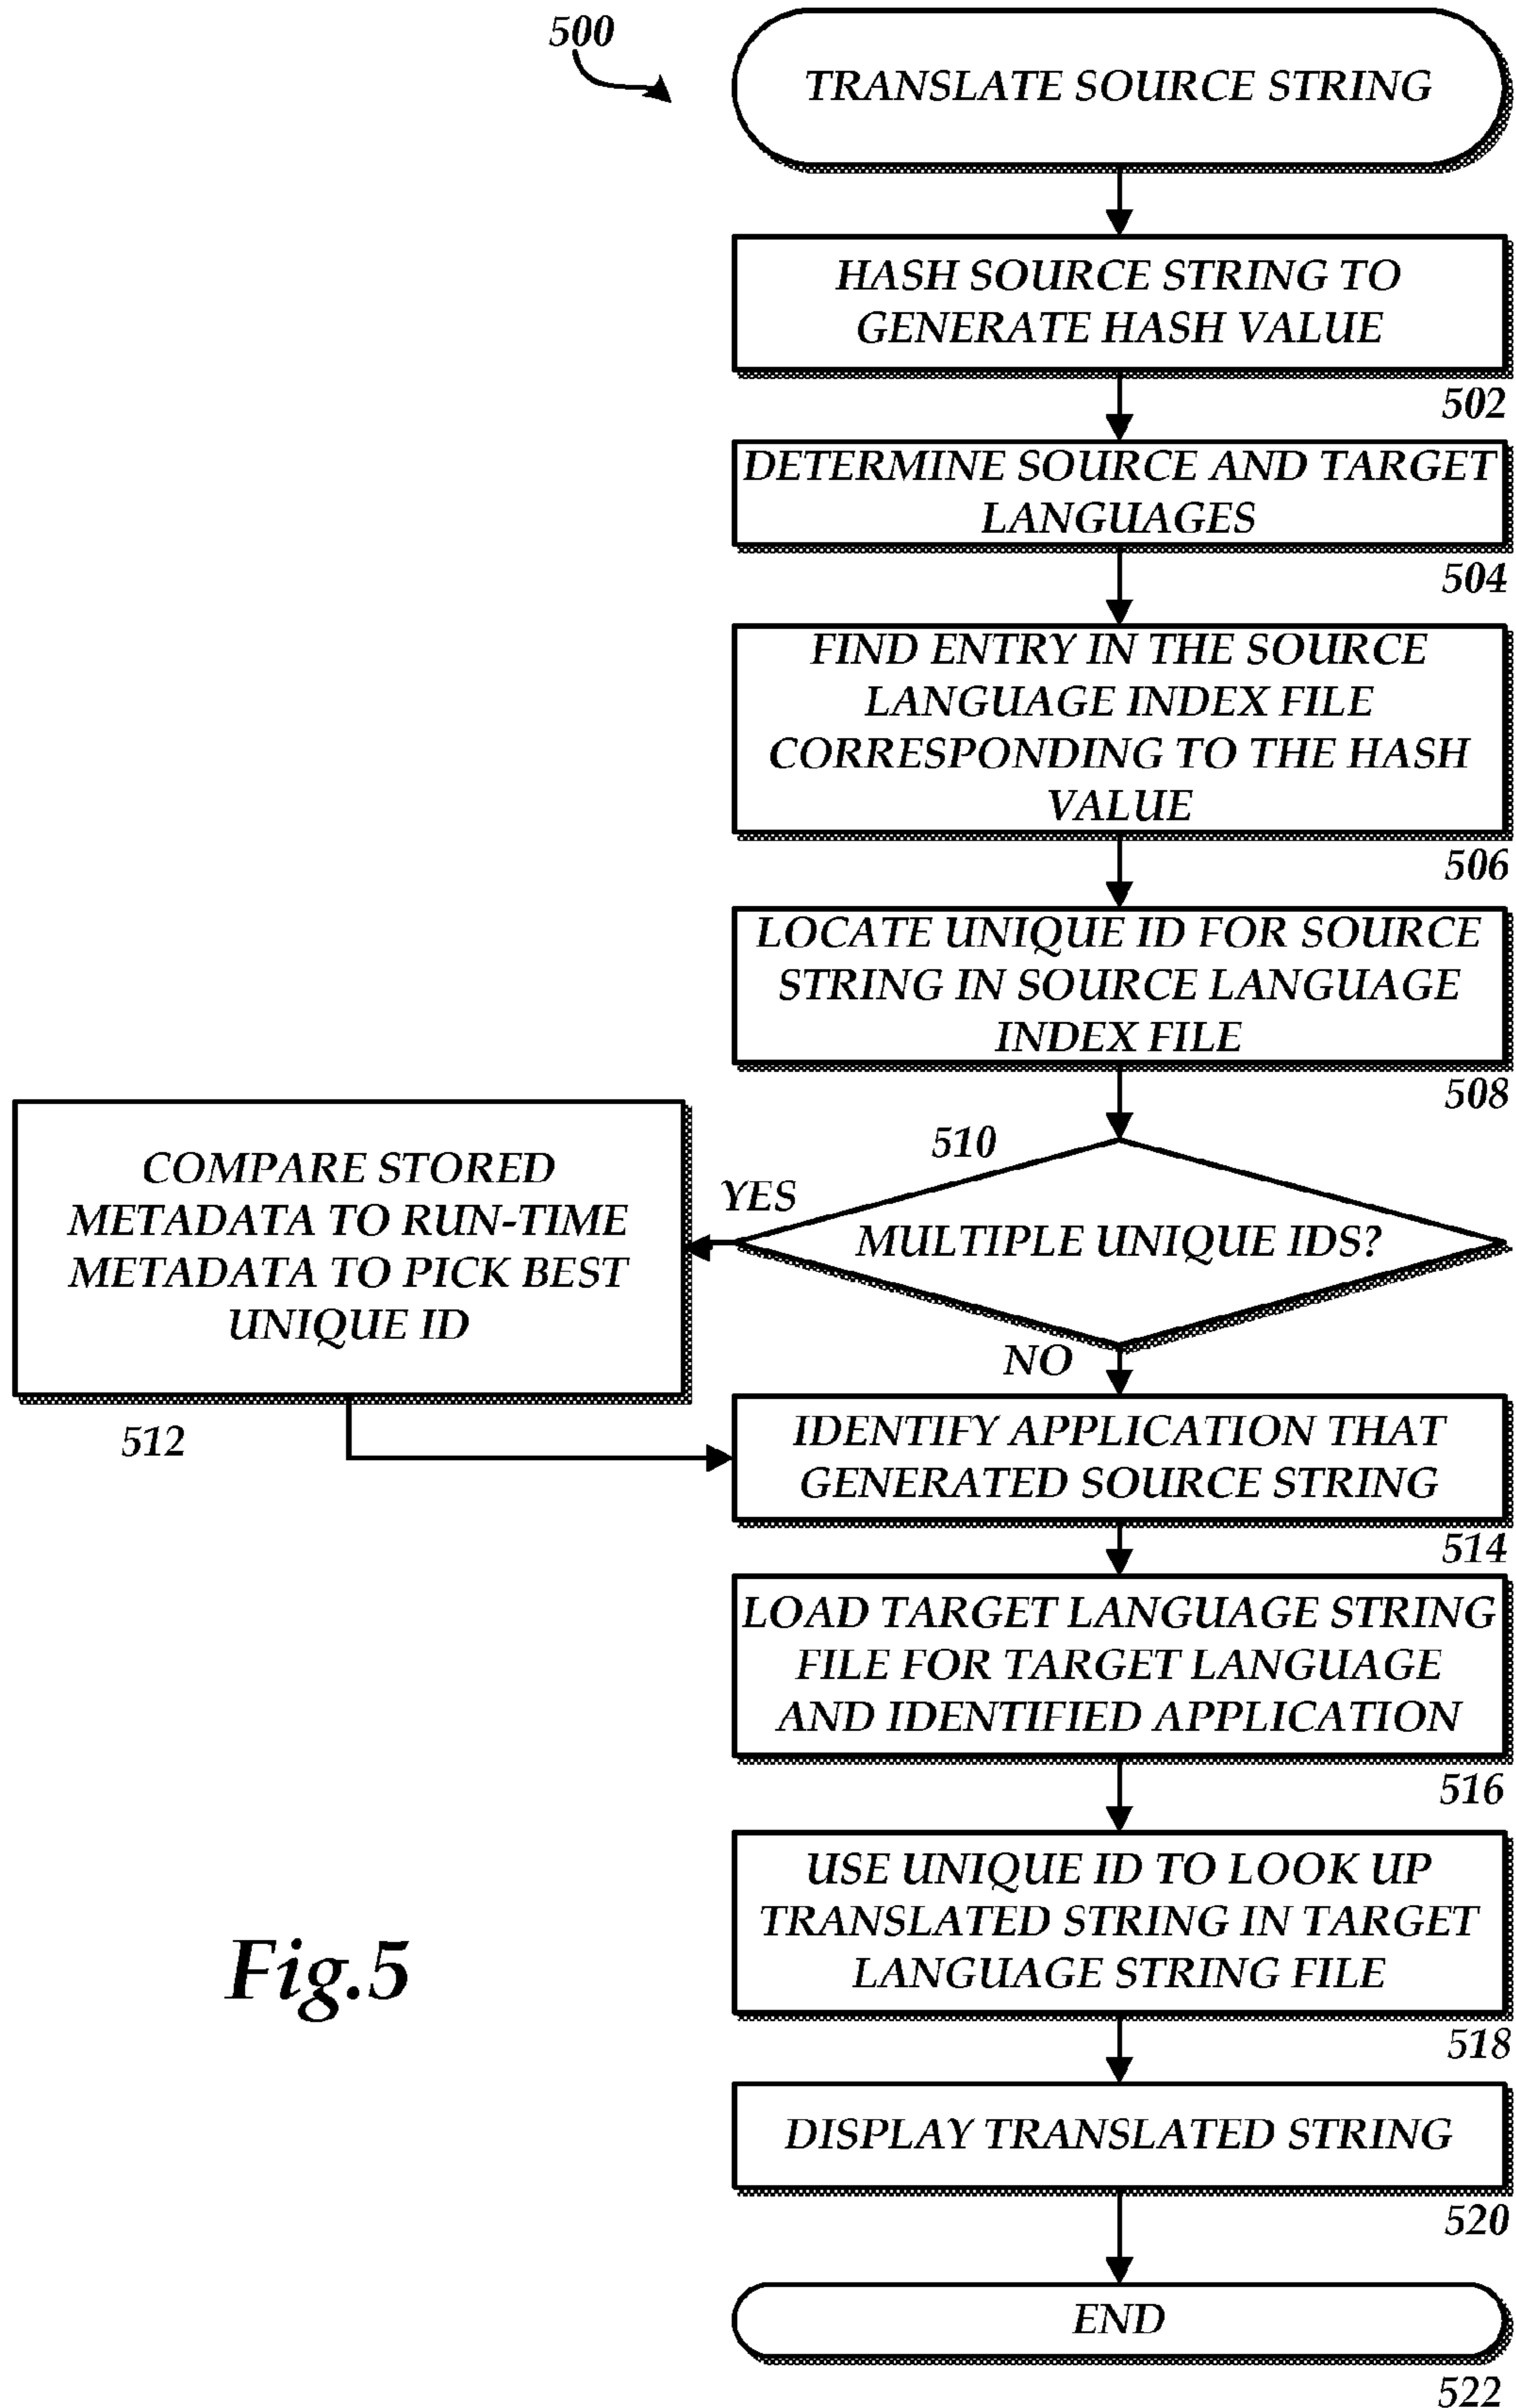 500
TRANSLATE SOURCE STRING
HASH SOURCE STRING TO
GENERATE HASH VALUE
502
DETERMINE SOURCE AND TARGET
LANGUAGES
504
FIND ENTRY IN THE SOURCE
LANGUAGE INDEX FILE
CORRESPONDING TO THE HASH
VALUE
506
LOCATE UNIQUE ID FOR SOURCE
STRING IN SOURCE LANGUAGE
INDEX FILE
508
510
MULTIPLE UNIQUE IDS?
YES
COMPARE STORED
METADATA TO RUN-TIME
METADATA TO PICK BEST
UNIQUE ID
512
NO
IDENTIFY APPLICATION THAT
GENERATED SOURCE STRING
514
LOAD TARGET LANGUAGE STRING
FILE FOR TARGET LANGUAGE
AND IDENTIFIED APPLICATION
516
USE UNIQUE ID TO LOOK UP
TRANSLATED STRING IN TARGET
LANGUAGE STRING FILE
518
DISPLAY TRANSLATED STRING
520
END
522
Fig.5